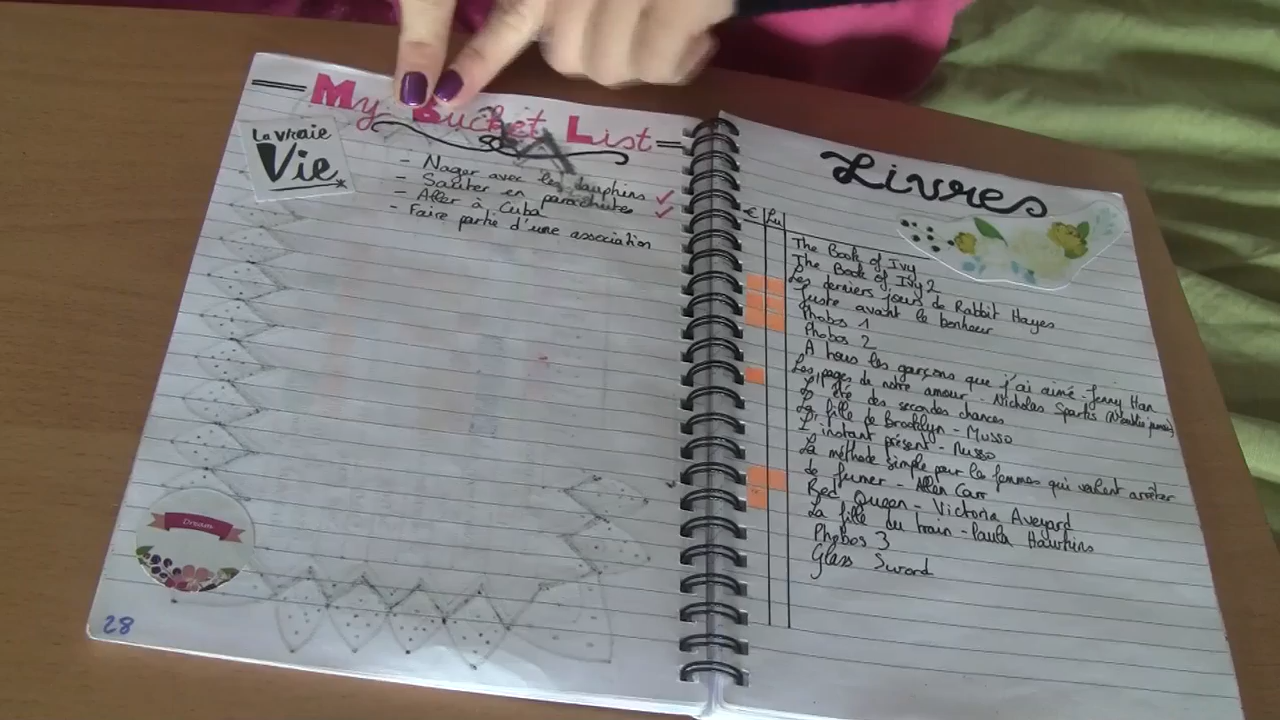 My Bucket List
La vraie
Vie
- Nager avec les dauphins
- Sauter en parachutes
- Aller à Cuba
- Faire partie d'une association
Dream
28
Livres
€ Lu
The Book of Ivy
The Book of Ivy 2
Les derniers jours de Rabbit Hayes
Juste avant le bonheur
Phobos 1
Phobos 2
A tous les garçons que j'ai aimé - Jenny Han
Les pages de notre amour - Nicholas Sparks (N'oublie jamais)
L'été des secondes chances
La fille de Brooklyn - Musso
L'instant présent - Musso
La méthode simple pour les femmes qui veulent arrêter
de fumer - Allen Carr
Red Queen - Victoria Aveyard
La fille du train - Paula Hawkins
Phobos 3
Glass Sword